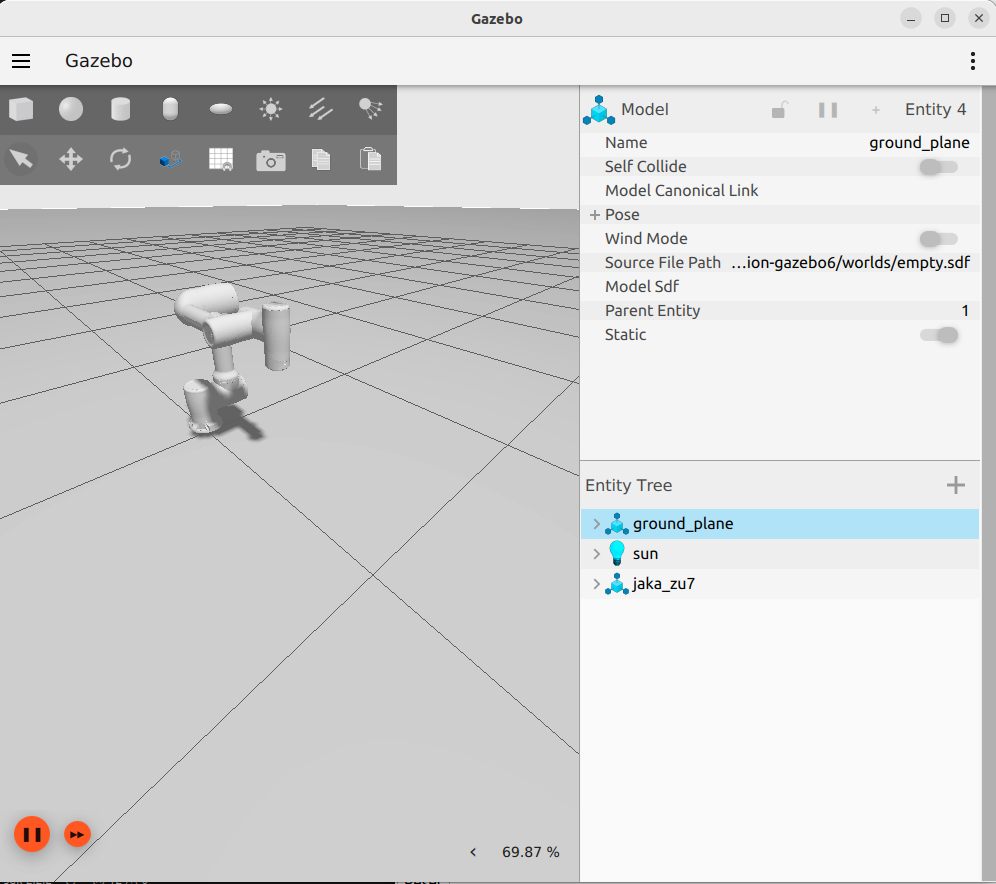 Gazebo
Gazebo
Model Entity 4
Name ground_plane
Self Collide
Model Canonical Link
Pose
Wind Mode
Source File Path ...ion-gazebo6/worlds/empty.sdf
Model Sdf
Parent Entity 1
Static
Entity Tree
ground_plane
sun
jaka_zu7
69.87 %